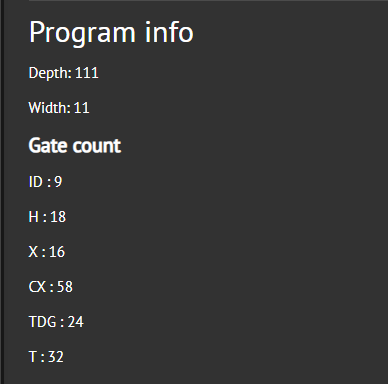 Program info
Depth: 111
Width: 11
Gate count
ID : 9
H : 18
X : 16
CX : 58
TDG : 24
T : 32